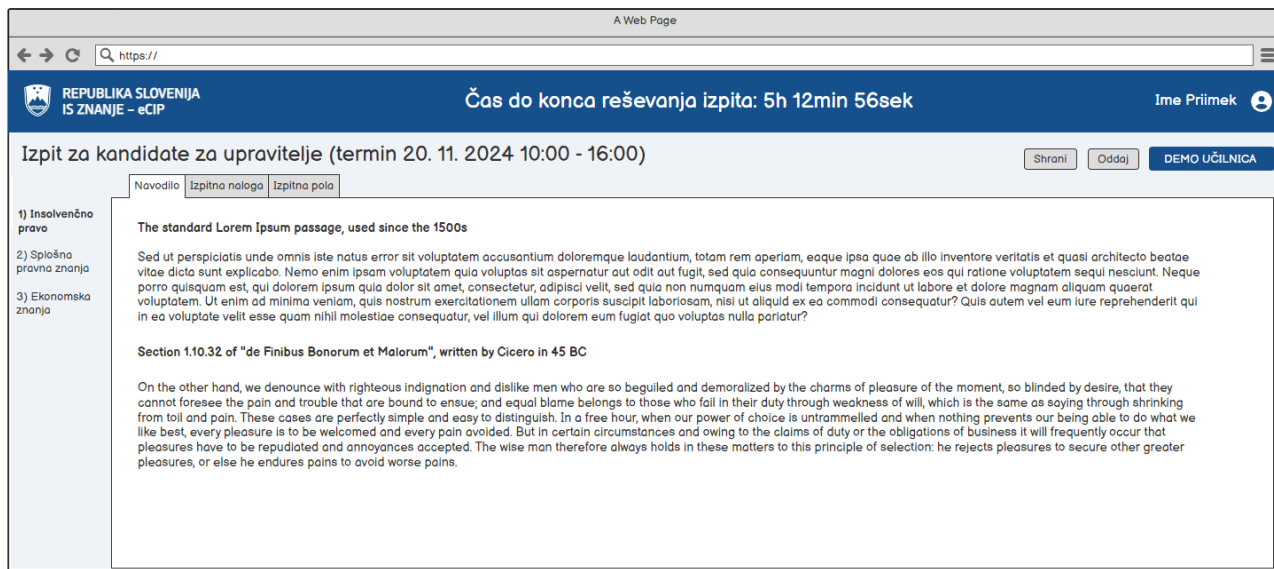 A Web Page
https://
REPUBLIKA SLOVENIJA
IS ZNANJE – eCIP
Čas do konca reševanja izpita: 5h 12min 56sek
Ime Priimek
Izpit za kandidate za upravitelje (termin 20. 11. 2024 10:00 - 16:00)
Shrani
Oddaj
DEMO UČILNICA
Navodilo
Izpitna naloga
Izpitna pola
1) Insolvenčno
pravo
2) Splošna
pravna znanja
3) Ekonomska
znanja
The standard Lorem Ipsum passage, used since the 1500s
Sed ut perspiciatis unde omnis iste natus error sit voluptatem accusantium doloremque laudantium, totam rem aperiam, eaque ipsa quae ab illo inventore veritatis et quasi architecto beatae
vitae dicta sunt explicabo. Nemo enim ipsam voluptatem quia voluptas sit aspernatur aut odit aut fugit, sed quia consequuntur magni dolores eos qui ratione voluptatem sequi nesciunt. Neque
porro quisquam est, qui dolorem ipsum quia dolor sit amet, consectetur, adipisci velit, sed quia non numquam eius modi tempora incidunt ut labore et dolore magnam aliquam quaerat
voluptatem. Ut enim ad minima veniam, quis nostrum exercitationem ullam corporis suscipit laboriosam, nisi ut aliquid ex ea commodi consequatur? Quis autem vel eum iure reprehenderit qui
in ea voluptate velit esse quam nihil molestiae consequatur, vel illum qui dolorem eum fugiat quo voluptas nulla pariatur?
Section 1.10.32 of "de Finibus Bonorum et Malorum", written by Cicero in 45 BC
On the other hand, we denounce with righteous indignation and dislike men who are so beguiled and demoralized by the charms of pleasure of the moment, so blinded by desire, that they
cannot foresee the pain and trouble that are bound to ensue; and equal blame belongs to those who fail in their duty through weakness of will, which is the same as saying through shrinking
from toil and pain. These cases are perfectly simple and easy to distinguish. In a free hour, when our power of choice is untrammelled and when nothing prevents our being able to do what we
like best, every pleasure is to be welcomed and every pain avoided. But in certain circumstances and owing to the claims of duty or the obligations of business it will frequently occur that
pleasures have to be repudiated and annoyances accepted. The wise man therefore always holds in these matters to this principle of selection: he rejects pleasures to secure other greater
pleasures, or else he endures pains to avoid worse pains.